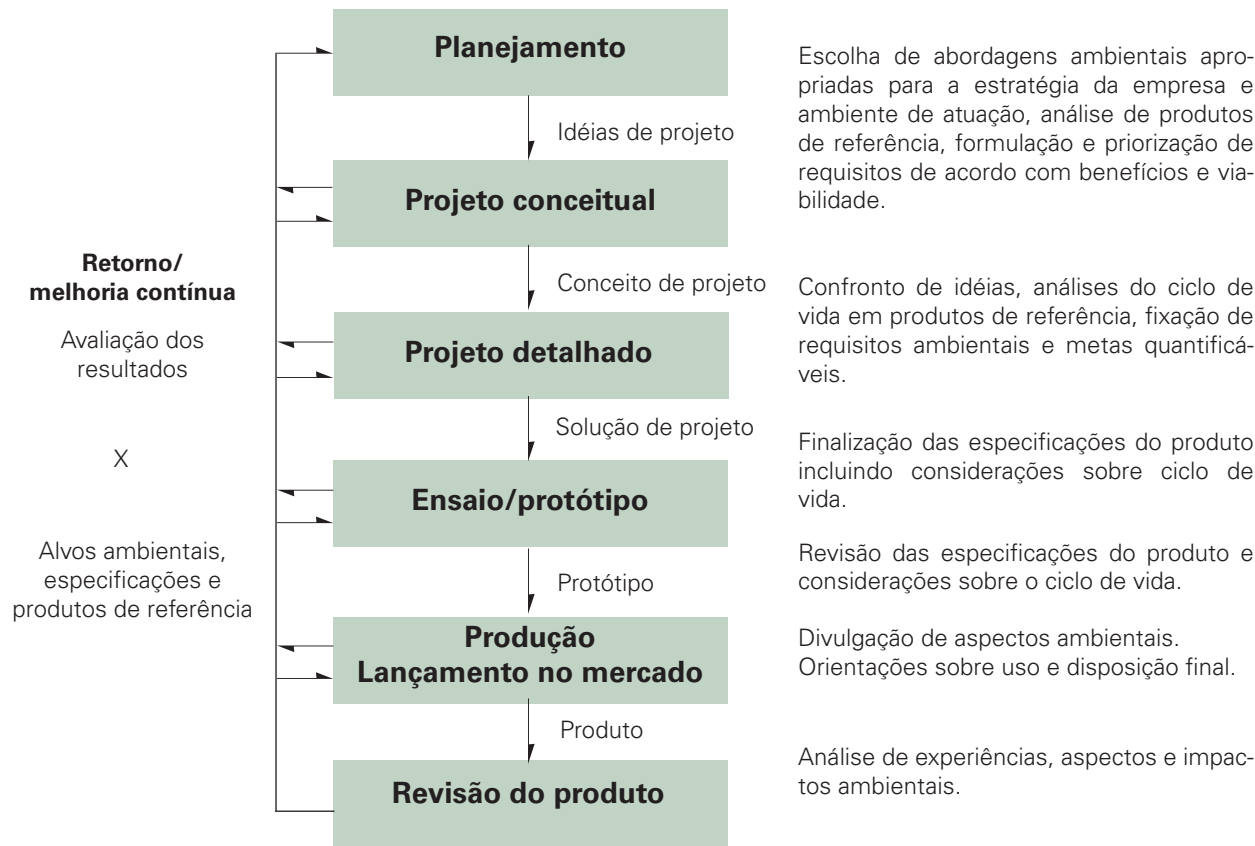 Planejamento
Escolha de abordagens ambientais apro-
priadas para a estratégia da empresa e
ambiente de atuação, análise de produtos
de referência, formulação e priorização de
requisitos de acordo com benefícios e via-
bilidade.
Idéias de projeto
Projeto conceitual
Retorno/
melhoria contínua
Avaliação dos
resultados
X
Alvos ambientais,
especificações e
produtos de referência
Conceito de projeto
Confronto de idéias, análises do ciclo de
vida em produtos de referência, fixação de
requisitos ambientais e metas quantificá-
veis.
Projeto detalhado
Solução de projeto
Finalização das especificações do produto
incluindo considerações sobre ciclo de
vida.
Ensaio/protótipo
Revisão das especificações do produto e
considerações sobre o ciclo de vida.
Protótipo
Produção
Lançamento no mercado
Divulgação de aspectos ambientais.
Orientações sobre uso e disposição final.
Produto
Revisão do produto
Análise de experiências, aspectos e impac-
tos ambientais.